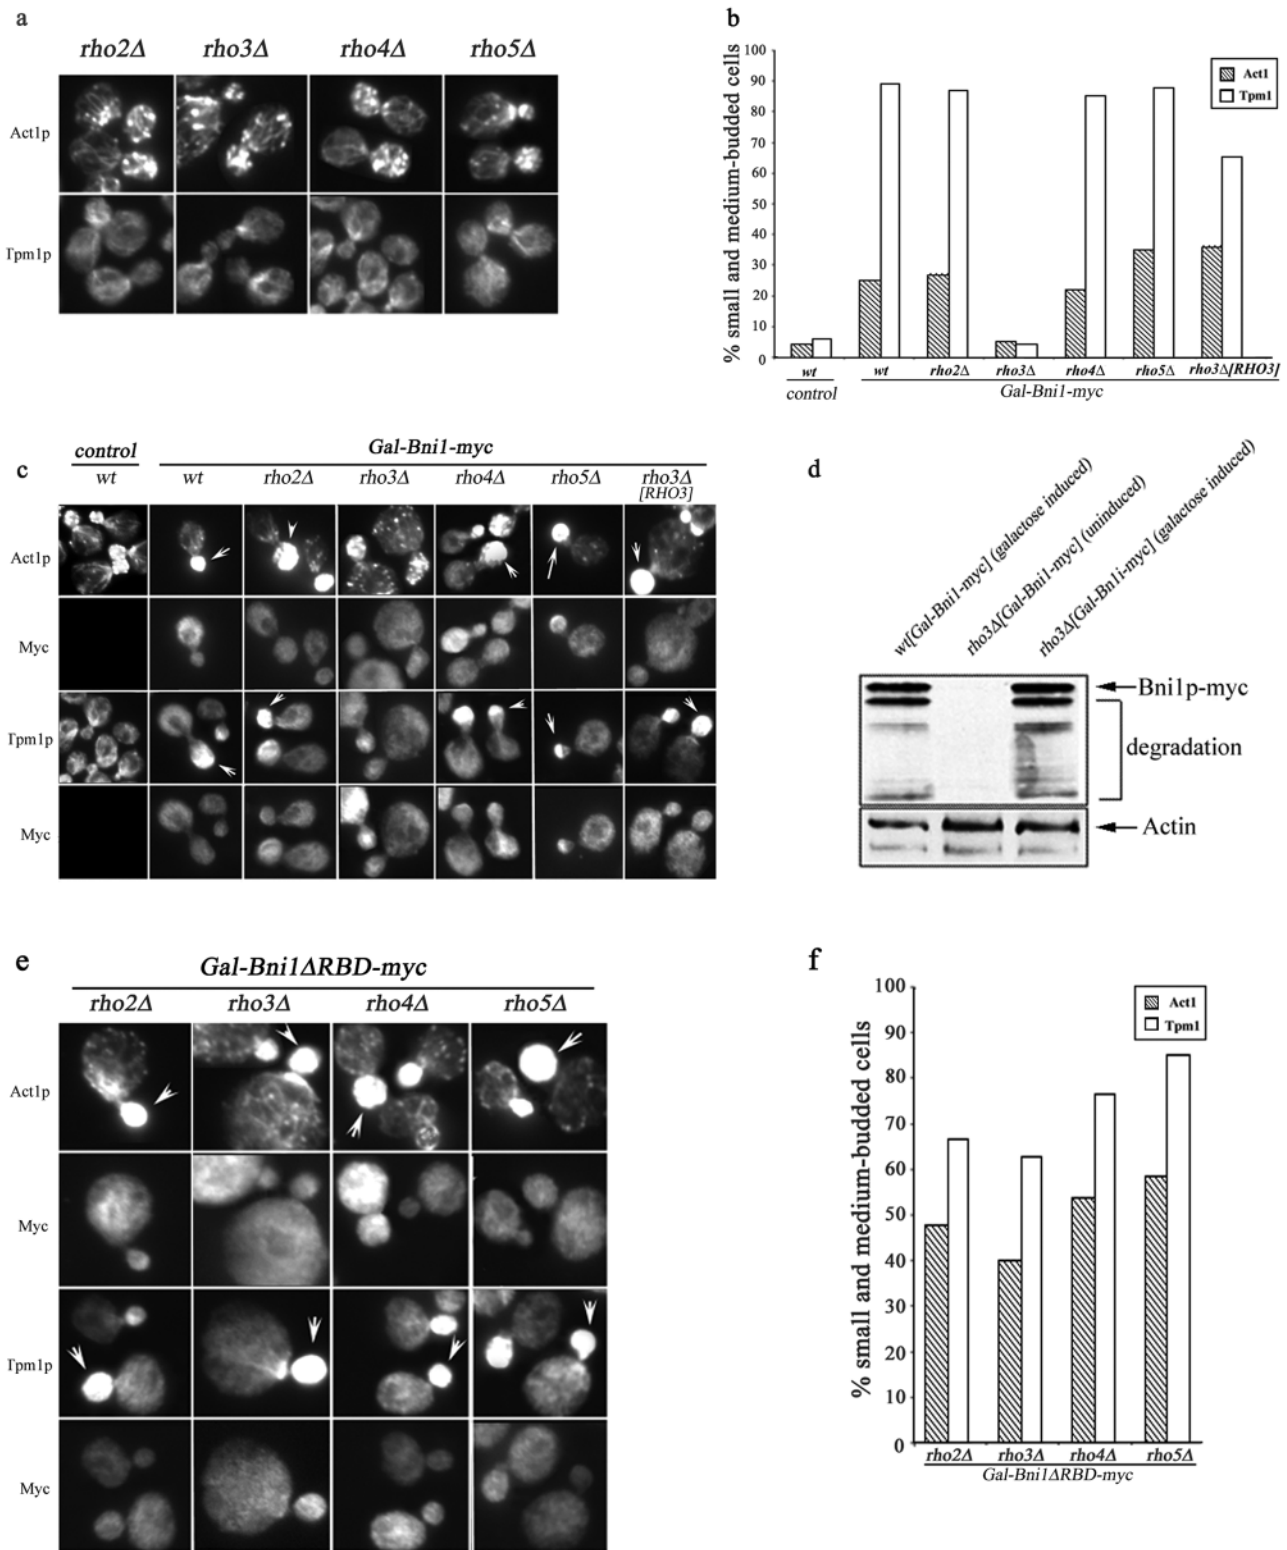 a
rho2Δ rho3Δ rho4Δ rho5Δ
Act1p
Tpm1p
b
% small and medium-budded cells
100
90
80
70
60
50
40
30
20
10
0
Act1
Tpm1
wt wt rho2Δ rho3Δ rho4Δ rho5Δ rho3Δ[RHO3]
control Gal-Bni1-myc
c
control Gal-Bni1-myc
wt wt rho2Δ rho3Δ rho4Δ rho5Δ rho3Δ
[RHO3]
Act1p
Myc
Tpm1p
Myc
d
wt[Gal-Bni1-myc] (galactose induced)
rho3Δ[Gal-Bni1-myc] (uninduced)
rho3Δ[Gal-Bn1i-myc] (galactose induced)
Bni1p-myc
degradation
Actin
e
Gal-Bni1ΔRBD-myc
rho2Δ rho3Δ rho4Δ rho5Δ
Act1p
Myc
Tpm1p
Myc
f
% small and medium-budded cells
100
90
80
70
60
50
40
30
20
10
0
Act1
Tpm1
rho2Δ rho3Δ rho4Δ rho5Δ
Gal-Bni1ΔRBD-myc